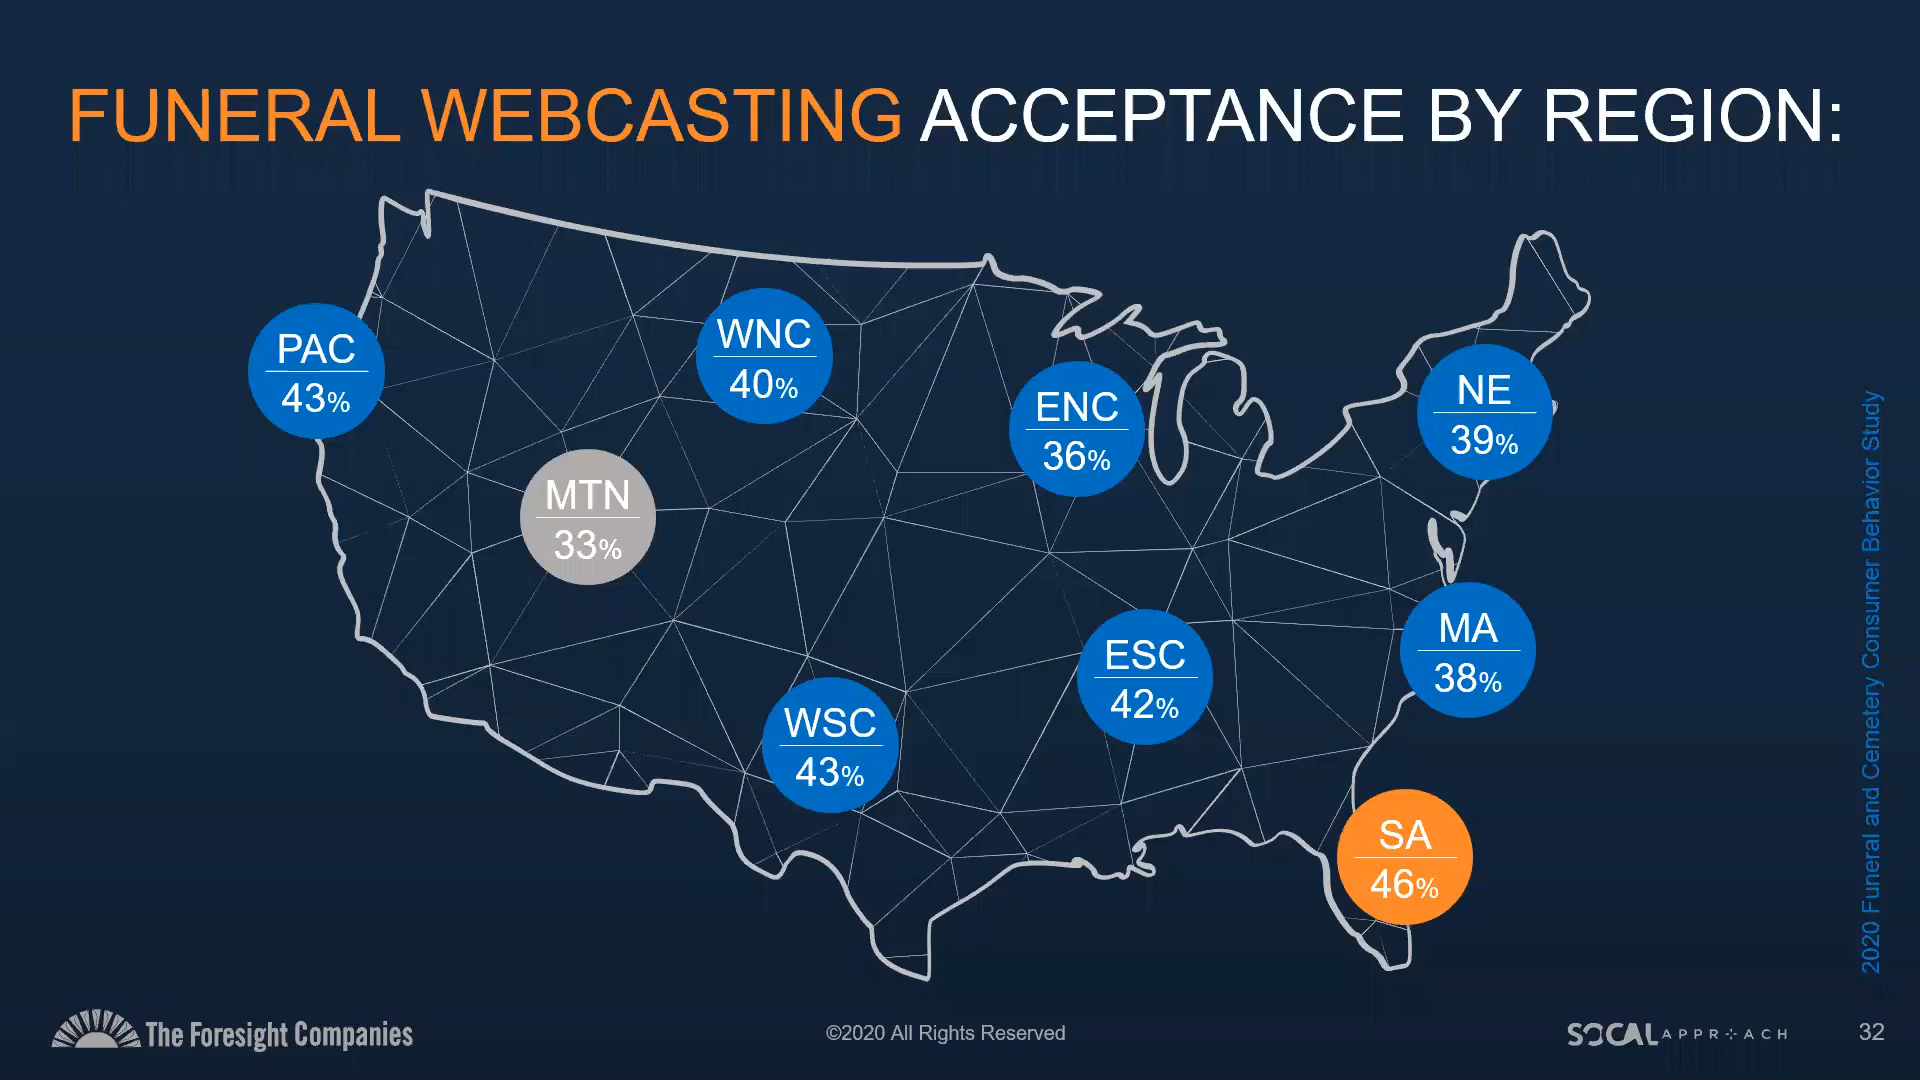 FUNERAL WEBCASTING ACCEPTANCE BY REGION:
PAC
43%
WNC
40%
ENC
36%
NE
39%
MTN
33%
MA
38%
ESC
42%
WSC
43%
SA
46%
2020 Funeral and Cemetery Consumer Behavior Study
The Foresight Companies
©2020 All Rights Reserved
SOCAL APPROACH
32